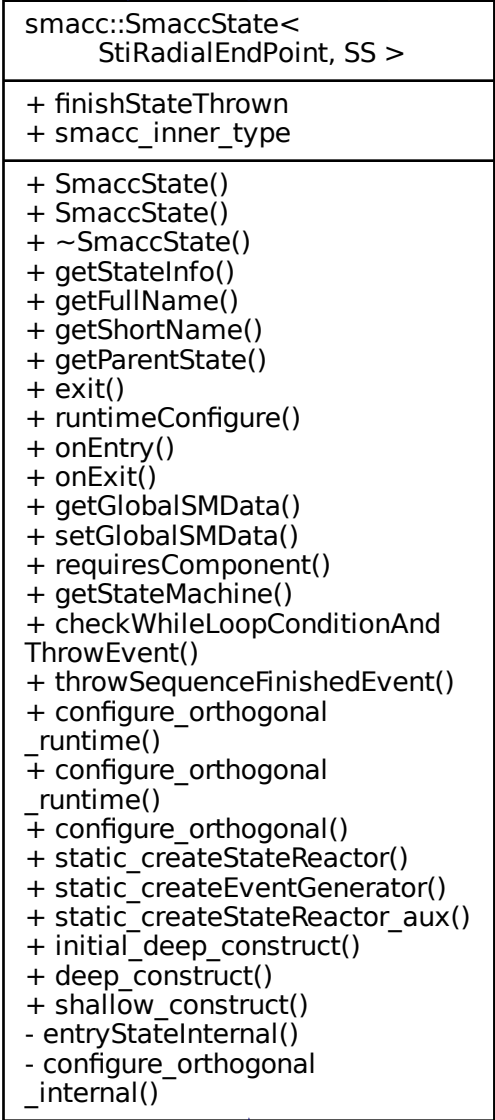 smacc::SmaccState<
StiRadialEndPoint, SS >
+ finishStateThrown
+ smacc_inner_type
+ SmaccState()
+ SmaccState()
+ ~SmaccState()
+ getStateInfo()
+ getFullName()
+ getShortName()
+ getParentState()
+ exit()
+ runtimeConfigure()
+ onEntry()
+ onExit()
+ getGlobalSMData()
+ setGlobalSMData()
+ requiresComponent()
+ getStateMachine()
+ checkWhileLoopConditionAnd
ThrowEvent()
+ throwSequenceFinishedEvent()
+ configure_orthogonal
_runtime()
+ configure_orthogonal
_runtime()
+ configure_orthogonal()
+ static_createStateReactor()
+ static_createEventGenerator()
+ static_createStateReactor_aux()
+ initial_deep_construct()
+ deep_construct()
+ shallow_construct()
- entryStateInternal()
- configure_orthogonal
_internal()